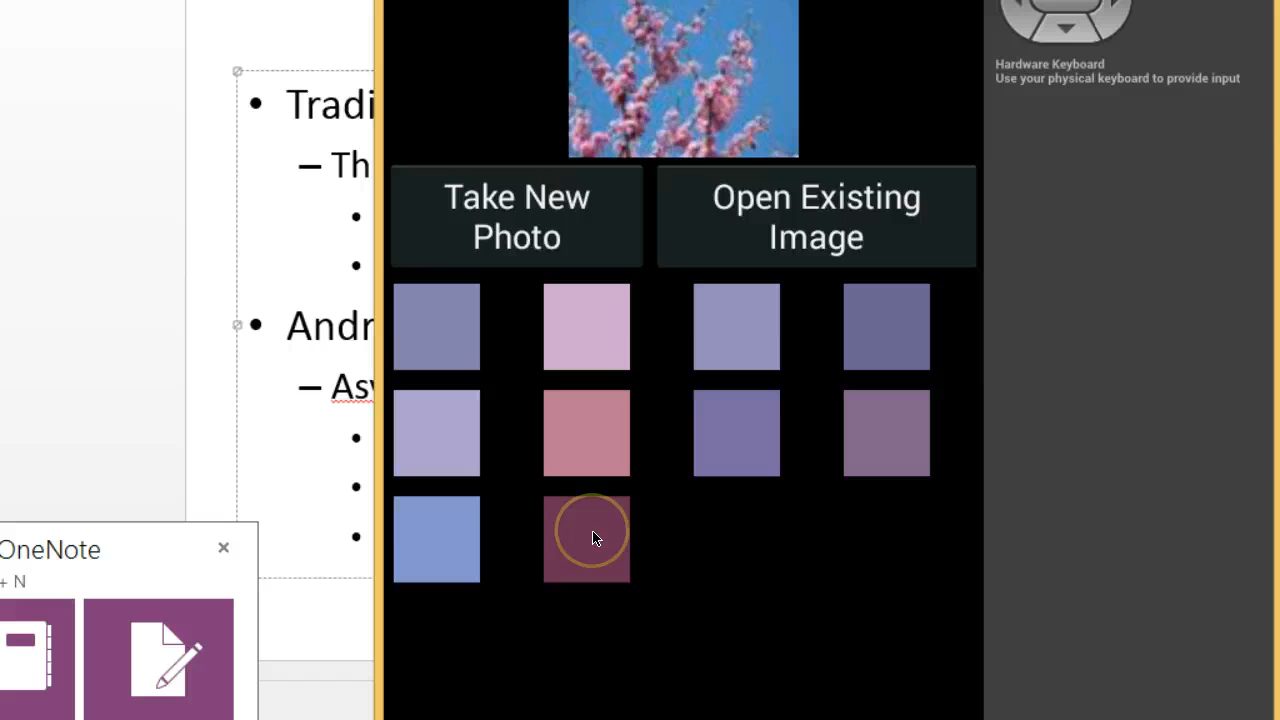 Tradi
– Th
Andr
– Asy
OneNote
+ N
Take New
Photo
Open Existing
Image
Hardware Keyboard
Use your physical keyboard to provide input